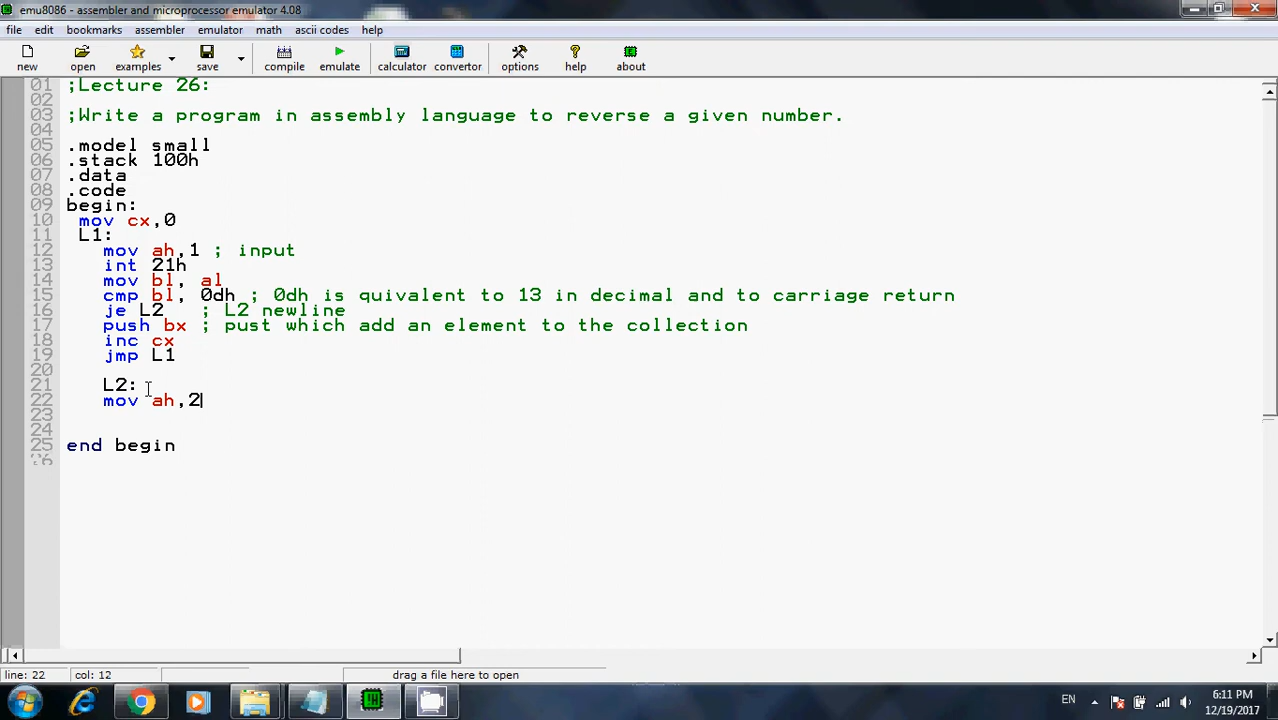 emu8086 - assembler and microprocessor emulator 4.08
file edit bookmarks assembler emulator math ascii codes help
new open examples save compile emulate calculator convertor options help about
01 ;Lecture 26:
02
03 ;Write a program in assembly language to reverse a given number.
04
05 .model small
06 .stack 100h
07 .data
08 .code
09 begin:
10 mov cx,0
11 L1:
12 mov ah,1 ; input
13 int 21h
14 mov bl, al
15 cmp bl, 0dh ; 0dh is quivalent to 13 in decimal and to carriage return
16 je L2 ; L2 newline
17 push bx ; pust which add an element to the collection
18 inc cx
19 jmp L1
20
21 L2:
22 mov ah,2
23
24
25 end begin
26
line: 22 col: 12 drag a file here to open
EN 6:11 PM
12/19/2017